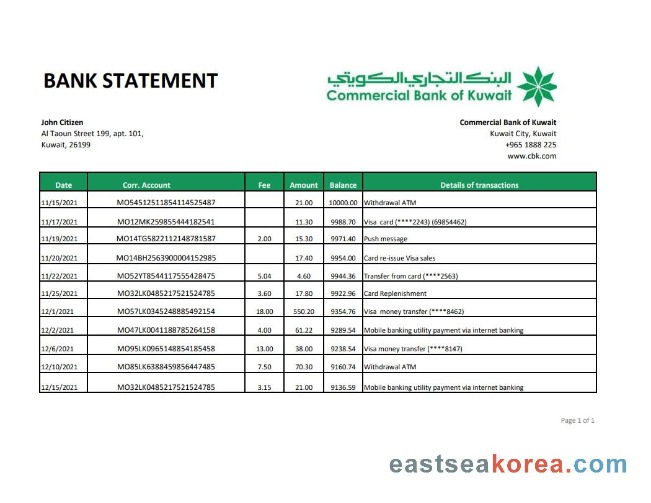 BANK STATEMENT
البنك التجاري الكويتي
Commercial Bank of Kuwait
John Citizen
Al Taoun Street 199, apt. 101,
Kuwait, 26199
Commercial Bank of Kuwait
Kuwait City, Kuwait
+965 1888 225
www.cbk.com
Date Corr. Account Fee Amount Balance Details of transactions
11/15/2021 MO5451251185411452548​7 21.00 10000.00 Withdrawal ATM
11/17/2021 MO12MK259855444182541 11.30 9988.70 Visa card (****2243) (69854462)
11/19/2021 MO14TG5822112148781587 2.00 15.30 9971.40 Push message
11/20/2021 MO14BH2563900004152985 17.40 9954.00 Card re-issue Visa sales
11/22/2021 MO52YT8544117555428475 5.04 4.60 9944.36 Transfer from card (****2563)
11/25/2021 MO32LK0485217521524785 3.60 17.80 9922.96 Card Replenishment
12/1/2021 MO57LK0345248885492154 18.00 550.20 9354.76 Visa money transfer (****8462)
12/2/2021 MO47LK0041188785264158 4.00 61.22 9289.54 Mobile banking utility payment via internet banking
12/6/2021 MO95LK0965148854185458 13.00 38.00 9238.54 Visa money transfer (****8147)
12/10/2021 MO85LK6388459856447485 7.50 70.30 9160.74 Withdrawal ATM
12/15/2021 MO32LK0485217521524785 3.15 21.00 9136.59 Mobile banking utility payment via internet banking
Page 1 of 1
eastseakorea.com